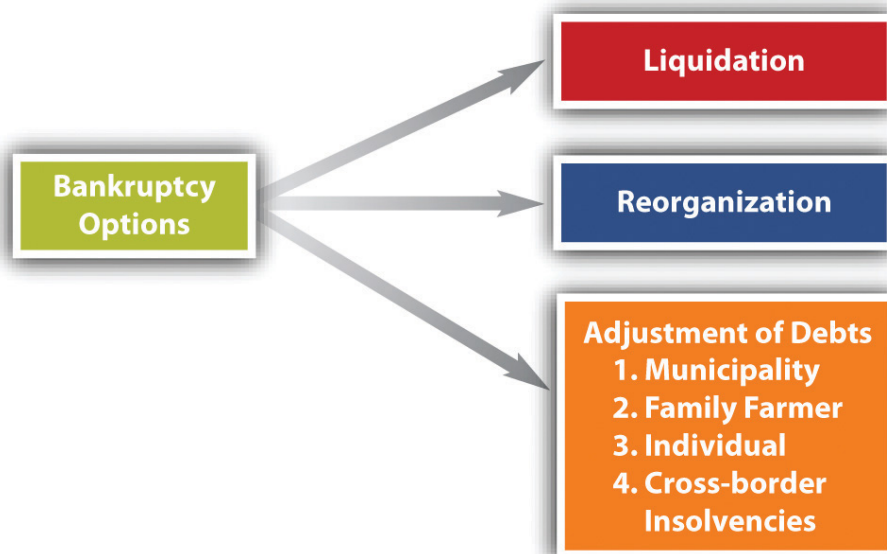 Bankruptcy
Options
Liquidation
Reorganization
Adjustment of Debts
1. Municipality
2. Family Farmer
3. Individual
4. Cross-border
Insolvencies